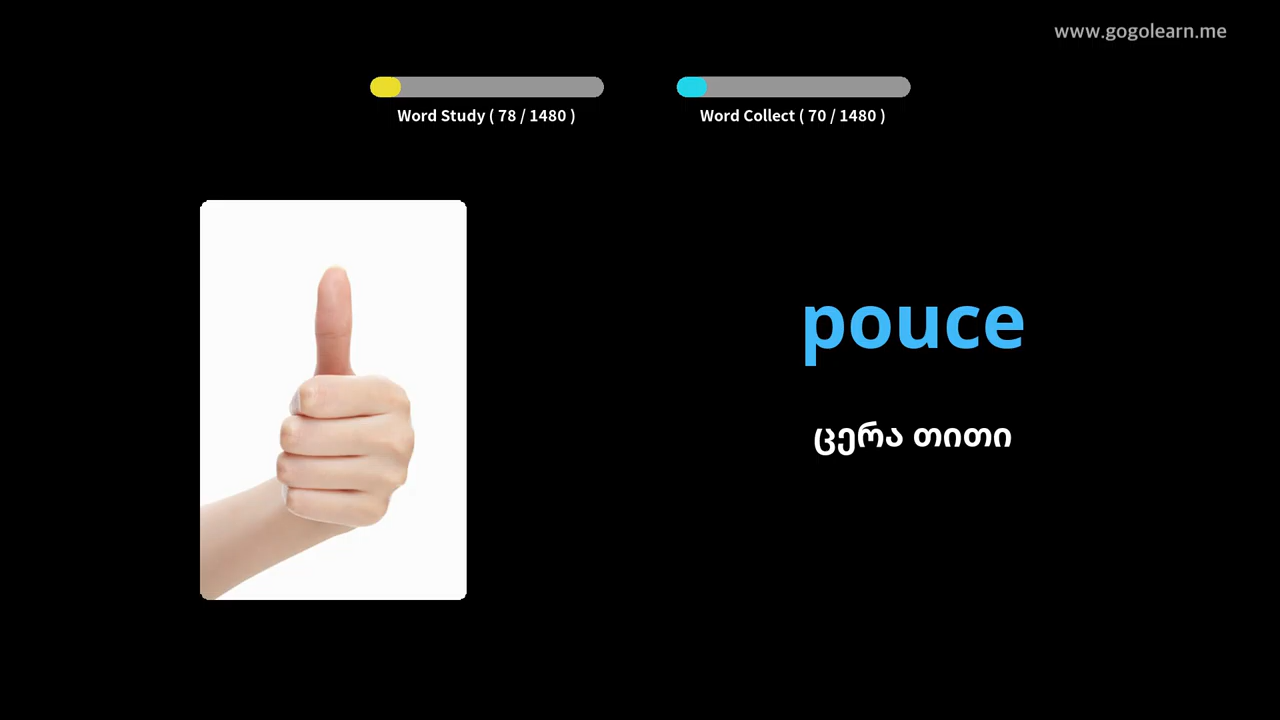 www.gogolearn.me
Word Study ( 78 / 1480 )
Word Collect ( 70 / 1480 )
pouce
ცერა თითი